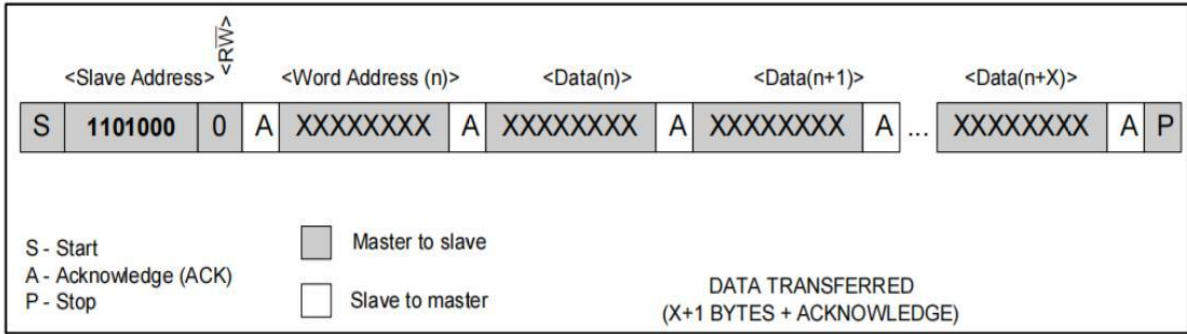 <RW̅>
<Slave Address> <Word Address (n)> <Data(n)> <Data(n+1)> <Data(n+X)>
S 1101000 0 A XXXXXXXX A XXXXXXXX A XXXXXXXX A ... XXXXXXXX A P
S - Start
A - Acknowledge (ACK)
P - Stop
Master to slave
Slave to master
DATA TRANSFERRED
(X+1 BYTES + ACKNOWLEDGE)